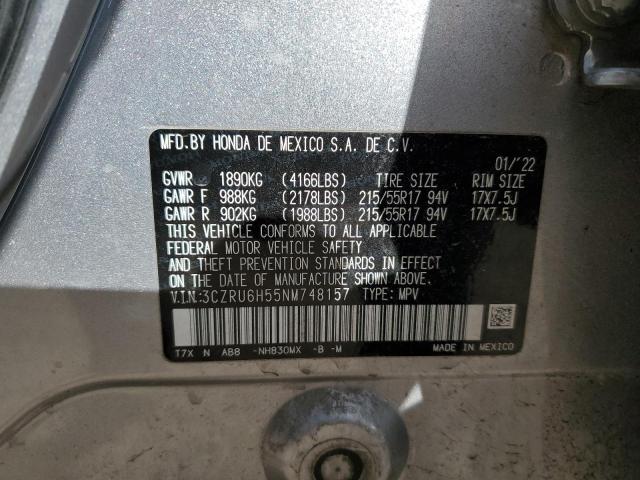 MFD.BY HONDA DE MEXICO S.A. DE C.V.
01/'22
GVWR 1890KG (4166LBS) TIRE SIZE RIM SIZE
GAWR F 988KG (2178LBS) 215/55R17 94V 17X7.5J
GAWR R 902KG (1988LBS) 215/55R17 94V 17X7.5J
THIS VEHICLE CONFORMS TO ALL APPLICABLE
FEDERAL MOTOR VEHICLE SAFETY
AND THEFT PREVENTION STANDARDS IN EFFECT
ON THE DATE OF MANUFACTURE SHOWN ABOVE.
V.I.N.:3CZRU6H55NM748157 TYPE: MPV
T7X N AB8 -NH830MX -B -M
MADE IN MEXICO